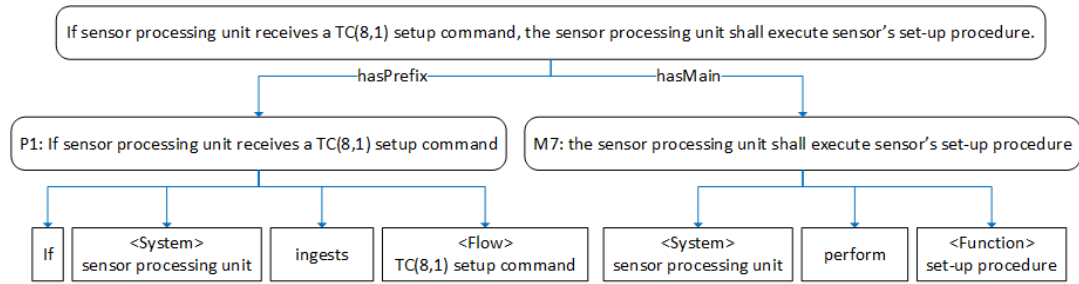 If sensor processing unit receives a TC(8,1) setup command, the sensor processing unit shall execute sensor's set-up procedure.
hasPrefix
hasMain
P1: If sensor processing unit receives a TC(8,1) setup command
M7: the sensor processing unit shall execute sensor's set-up procedure
If
<System>
sensor processing unit
ingests
<Flow>
TC(8,1) setup command
<System>
sensor processing unit
perform
<Function>
set-up procedure